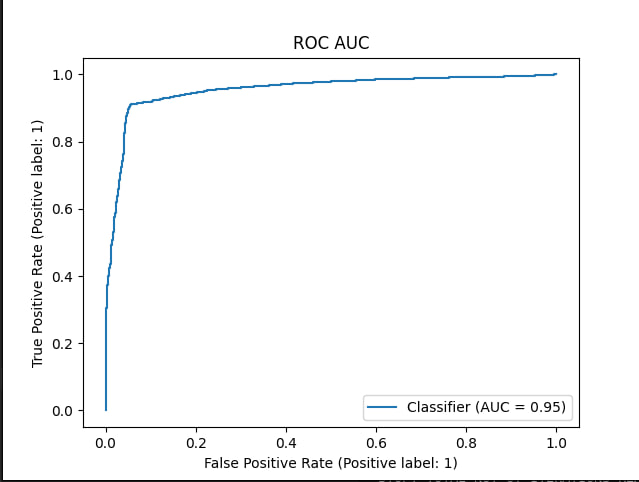 ROC AUC
1.0
0.8
0.6
0.4
0.2
0.0
True Positive Rate (Positive label: 1)
0.0 0.2 0.4 0.6 0.8 1.0
False Positive Rate (Positive label: 1)
Classifier (AUC = 0.95)